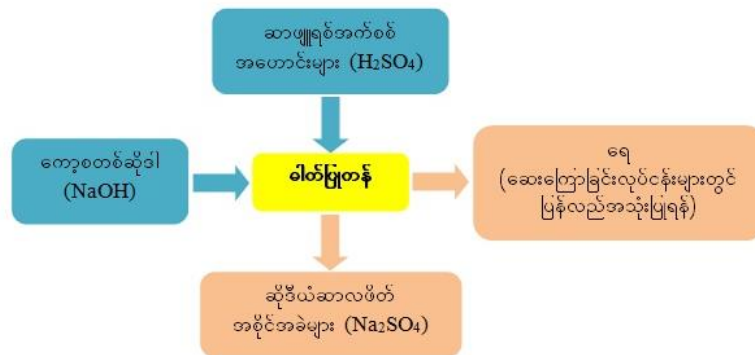 ဆာဖျူရစ်အက်စစ်
အဟောင်းများ (H₂SO₄)
ကော့စတစ်ဆိုဒါ
(NaOH)
ဓါတ်ပြုတန်
ရေ
(ဆေးကြောခြင်းလုပ်ငန်းများတွင်
ပြန်လည်အသုံးပြုရန်)
ဆိုဒီယံဆာလဖိတ်
အစိုင်အခဲများ (Na₂SO₄)